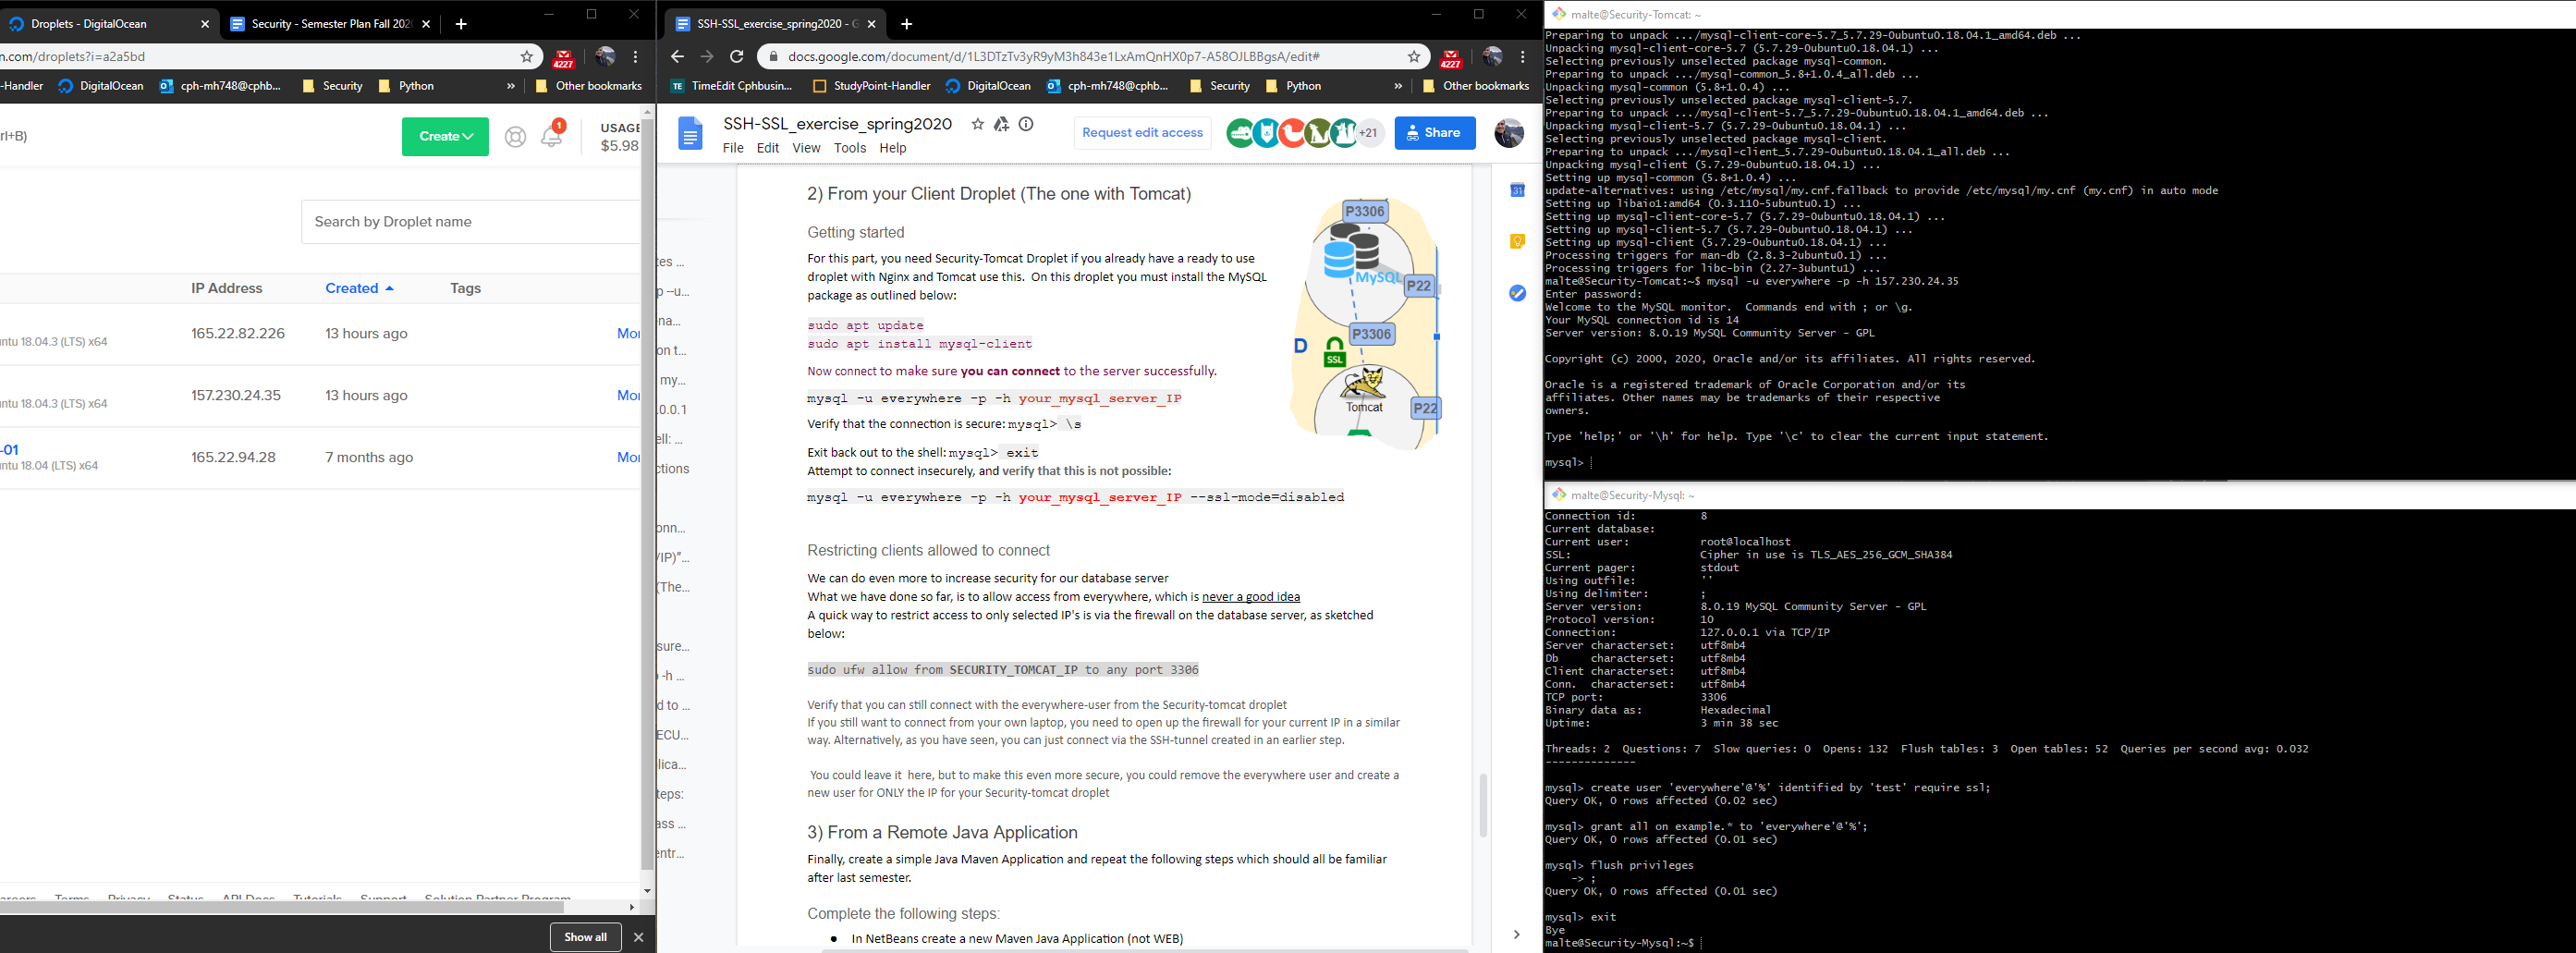 Droplets - DigitalOcean
Security - Semester Plan Fall 202
n.com/droplets?i=a2a5bd
4227
-Handler
DigitalOcean
cph-mh748@cphb...
Security
Python
»
Other bookmarks
rl+B)
Create
1
USAGE
$5.98
Search by Droplet name
IP Address
Created
Tags
165.22.82.226
13 hours ago
Mor
ntu 18.04.3 (LTS) x64
157.230.24.35
13 hours ago
Mor
ntu 18.04.3 (LTS) x64
-01
165.22.94.28
7 months ago
Mor
untu 18.04 (LTS) x64
Careers Terms Privacy Status API Docs Tutorials Support Solution Partner Program
Show all
SSH-SSL_exercise_spring2020 - G
docs.google.com/document/d/1L3DTzTv3yR9yM3h843e1LxAmQnHX0p7-A58OJLBBgsA/edit#
4227
TE TimeEdit Cphbusin...
StudyPoint-Handler
DigitalOcean
cph-mh748@cphb...
Security
Python
»
Other bookmarks
SSH-SSL_exercise_spring2020
File Edit View Tools Help
Request edit access
+21
Share
31
tes ...
p –u...
na...
on t...
my...
.0.0.1
ell: ...
ctions
onn...
/IP)"...
(The...
sure...
-h ...
d to ...
ECU...
lica...
teps:
ass ...
entr...
2) From your Client Droplet (The one with Tomcat)
Getting started
For this part, you need Security-Tomcat Droplet if you already have a ready to use
droplet with Nginx and Tomcat use this. On this droplet you must install the MySQL
package as outlined below:
sudo apt update
sudo apt install mysql-client
Now connect to make sure you can connect to the server successfully.
mysql -u everywhere -p -h your_mysql_server_IP
Verify that the connection is secure: mysql> \s
Exit back out to the shell: mysql> exit
Attempt to connect insecurely, and verify that this is not possible:
mysql -u everywhere -p -h your_mysql_server_IP --ssl-mode=disabled
P3306
MySQL
P22
P3306
D
SSL
Tomcat
P22
Restricting clients allowed to connect
We can do even more to increase security for our database server
What we have done so far, is to allow access from everywhere, which is never a good idea
A quick way to restrict access to only selected IP's is via the firewall on the database server, as sketched
below:
sudo ufw allow from SECURITY_TOMCAT_IP to any port 3306
Verify that you can still connect with the everywhere-user from the Security-tomcat droplet
If you still want to connect from your own laptop, you need to open up the firewall for your current IP in a similar
way. Alternatively, as you have seen, you can just connect via the SSH-tunnel created in an earlier step.
You could leave it here, but to make this even more secure, you could remove the everywhere user and create a
new user for ONLY the IP for your Security-tomcat droplet
3) From a Remote Java Application
Finally, create a simple Java Maven Application and repeat the following steps which should all be familiar
after last semester.
Complete the following steps:
● In NetBeans create a new Maven Java Application (not WEB)
malte@Security-Tomcat: ~
Preparing to unpack .../mysql-client-core-5.7_5.7.29-0ubuntu0.18.04.1_amd64.deb ...
Unpacking mysql-client-core-5.7 (5.7.29-0ubuntu0.18.04.1) ...
Selecting previously unselected package mysql-common.
Preparing to unpack .../mysql-common_5.8+1.0.4_all.deb ...
Unpacking mysql-common (5.8+1.0.4) ...
Selecting previously unselected package mysql-client-5.7.
Preparing to unpack .../mysql-client-5.7_5.7.29-0ubuntu0.18.04.1_amd64.deb ...
Unpacking mysql-client-5.7 (5.7.29-0ubuntu0.18.04.1) ...
Selecting previously unselected package mysql-client.
Preparing to unpack .../mysql-client_5.7.29-0ubuntu0.18.04.1_all.deb ...
Unpacking mysql-client (5.7.29-0ubuntu0.18.04.1) ...
Setting up mysql-common (5.8+1.0.4) ...
update-alternatives: using /etc/mysql/my.cnf.fallback to provide /etc/mysql/my.cnf (my.cnf) in auto mode
Setting up libaio1:amd64 (0.3.110-5ubuntu0.1) ...
Setting up mysql-client-core-5.7 (5.7.29-0ubuntu0.18.04.1) ...
Setting up mysql-client-5.7 (5.7.29-0ubuntu0.18.04.1) ...
Setting up mysql-client (5.7.29-0ubuntu0.18.04.1) ...
Processing triggers for man-db (2.8.3-2ubuntu0.1) ...
Processing triggers for libc-bin (2.27-3ubuntu1) ...
malte@Security-Tomcat:~$ mysql -u everywhere -p -h 157.230.24.35
Enter password:
Welcome to the MySQL monitor.  Commands end with ; or \g.
Your MySQL connection id is 14
Server version: 8.0.19 MySQL Community Server - GPL
Copyright (c) 2000, 2020, Oracle and/or its affiliates. All rights reserved.
Oracle is a registered trademark of Oracle Corporation and/or its
affiliates. Other names may be trademarks of their respective
owners.
Type 'help;' or '\h' for help. Type '\c' to clear the current input statement.
mysql>
malte@Security-Mysql: ~
Connection id: 8
Current database:
Current user: root@localhost
SSL: Cipher in use is TLS_AES_256_GCM_SHA384
Current pager: stdout
Using outfile: ''
Using delimiter: ;
Server version: 8.0.19 MySQL Community Server - GPL
Protocol version: 10
Connection: 127.0.0.1 via TCP/IP
Server characterset: utf8mb4
Db characterset: utf8mb4
Client characterset: utf8mb4
Conn. characterset: utf8mb4
TCP port: 3306
Binary data as: Hexadecimal
Uptime: 3 min 38 sec
Threads: 2  Questions: 7  Slow queries: 0  Opens: 132  Flush tables: 3  Open tables: 52  Queries per second avg: 0.032
--------------
mysql> create user 'everywhere'@'%' identified by 'test' require ssl;
Query OK, 0 rows affected (0.02 sec)
mysql> grant all on example.* to 'everywhere'@'%';
Query OK, 0 rows affected (0.01 sec)
mysql> flush privileges
-> ;
Query OK, 0 rows affected (0.01 sec)
mysql> exit
Bye
malte@Security-Mysql:~$